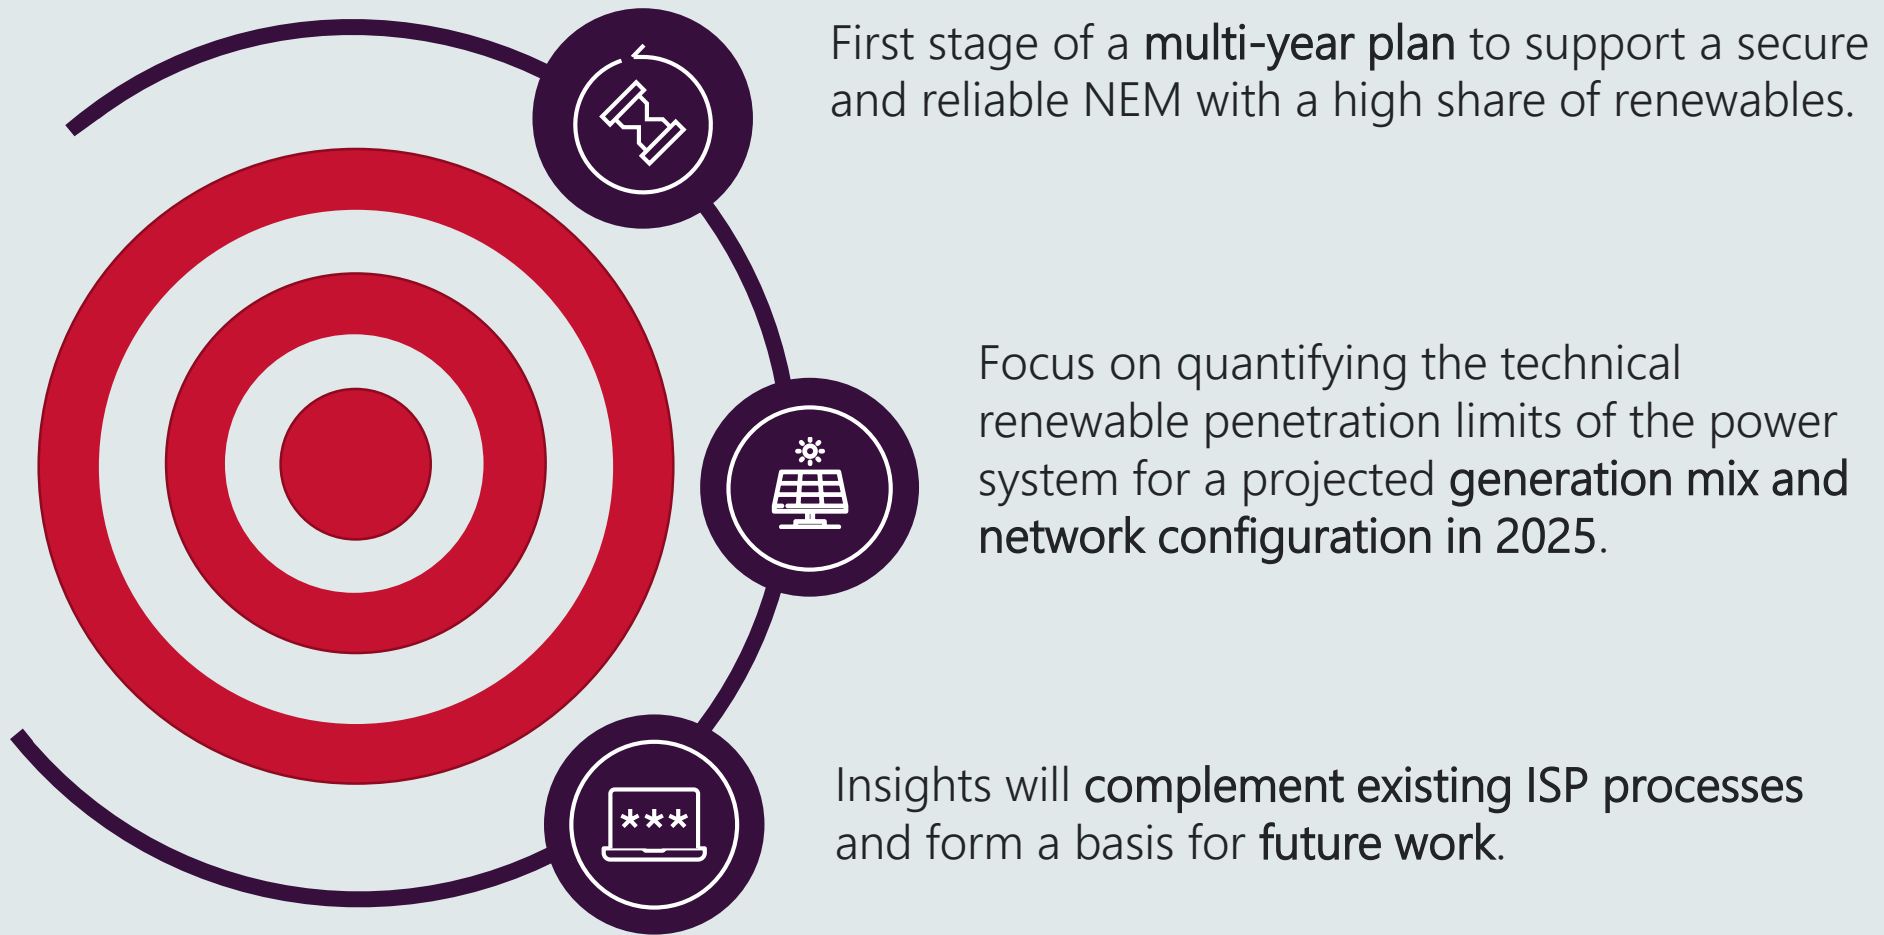 First stage of a multi-year plan to support a secure
and reliable NEM with a high share of renewables.
Focus on quantifying the technical
renewable penetration limits of the power
system for a projected generation mix and
network configuration in 2025.
***
Insights will complement existing ISP processes
and form a basis for future work.